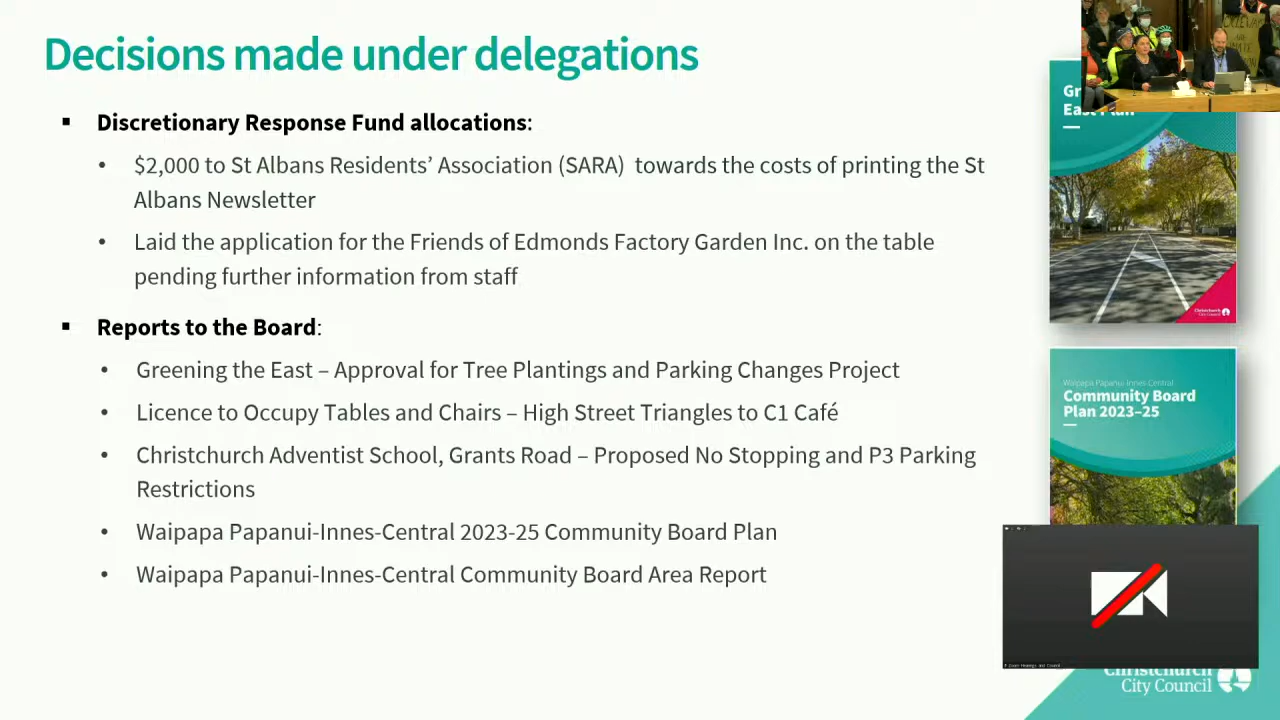 Decisions made under delegations
▪ Discretionary Response Fund allocations:
• $2,000 to St Albans Residents’ Association (SARA) towards the costs of printing the St
Albans Newsletter
• Laid the application for the Friends of Edmonds Factory Garden Inc. on the table
pending further information from staff
▪ Reports to the Board:
• Greening the East – Approval for Tree Plantings and Parking Changes Project
• Licence to Occupy Tables and Chairs – High Street Triangles to C1 Café
• Christchurch Adventist School, Grants Road – Proposed No Stopping and P3 Parking
Restrictions
• Waipapa Papanui-Innes-Central 2023-25 Community Board Plan
• Waipapa Papanui-Innes-Central Community Board Area Report
East Plan
Christchurch
City Council
Waipapa Papanui-Innes-Central
Community Board
Plan 2023–25
Christchurch
City Council